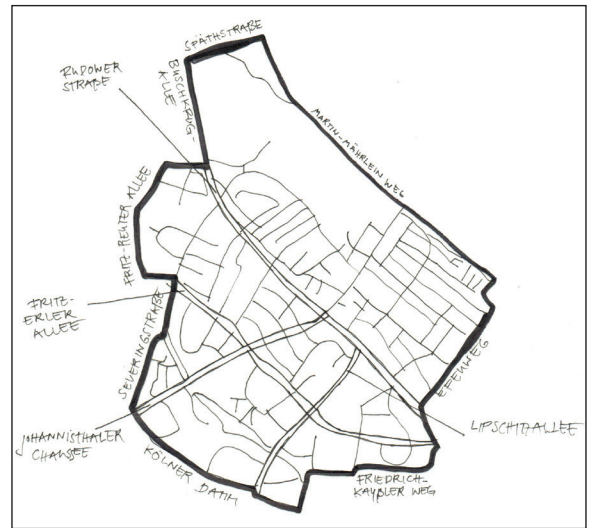 SPÄTHSTRAßE
RUDOWER
STRAßE
BUSCHKRUG-
ALLEE
MARTIN-MÄHRLEIN WEG
FRITZ-REUTER ALLEE
FRITZ-
ERLER
ALLEE
SEVERINGSTRAßE
EFEUWEG
JOHANNISTHALER
CHAUSSEE
LIPSCHITZALLEE
KÖLNER
DAMM
FRIEDRICH-
KAYßLER WEG